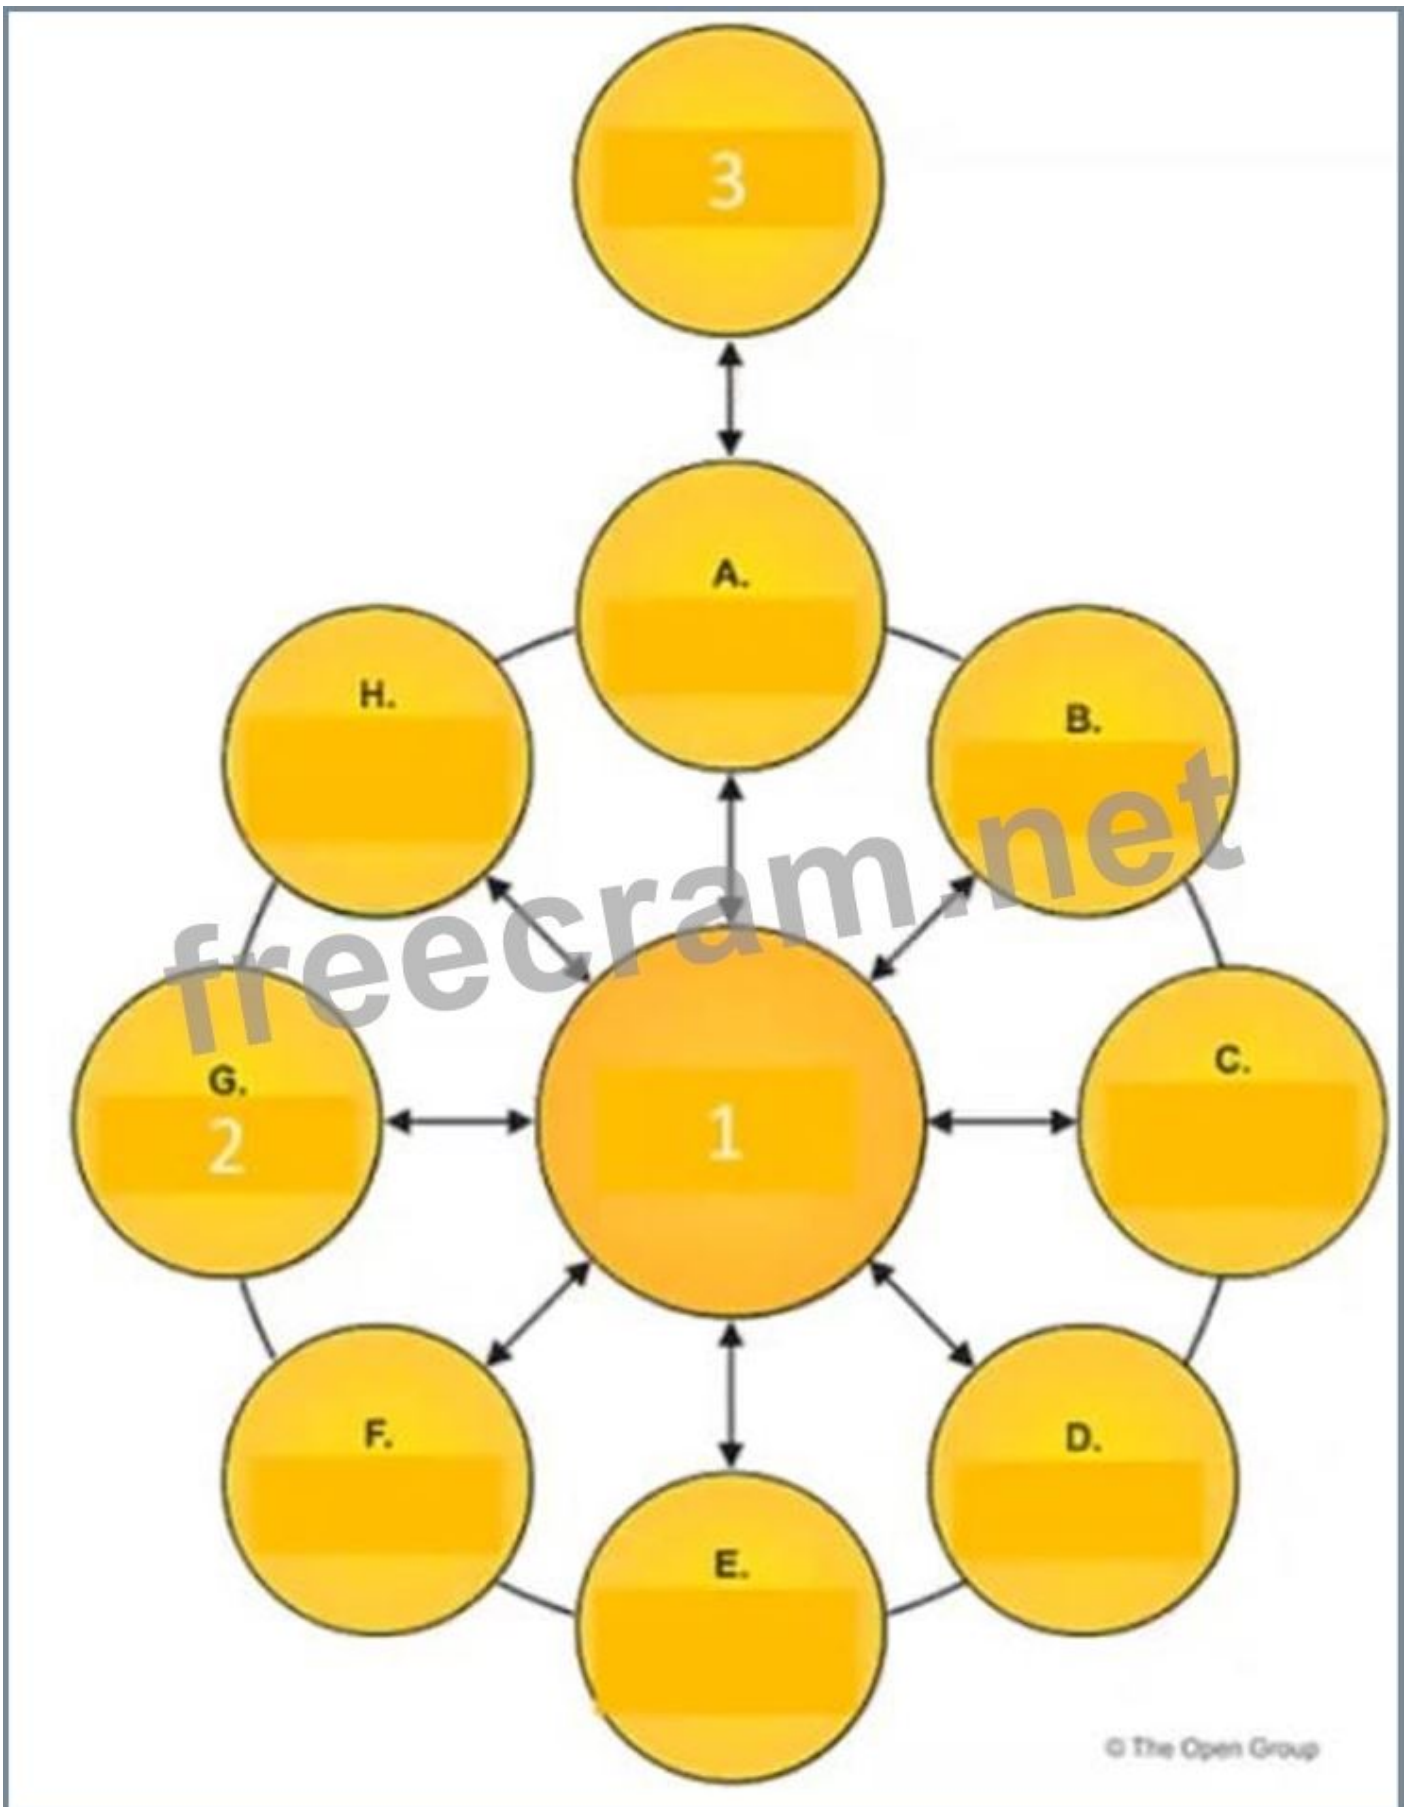 3
A.
H.
B.
freecram.net
G.
2
1
C.
F.
D.
E.
© The Open Group